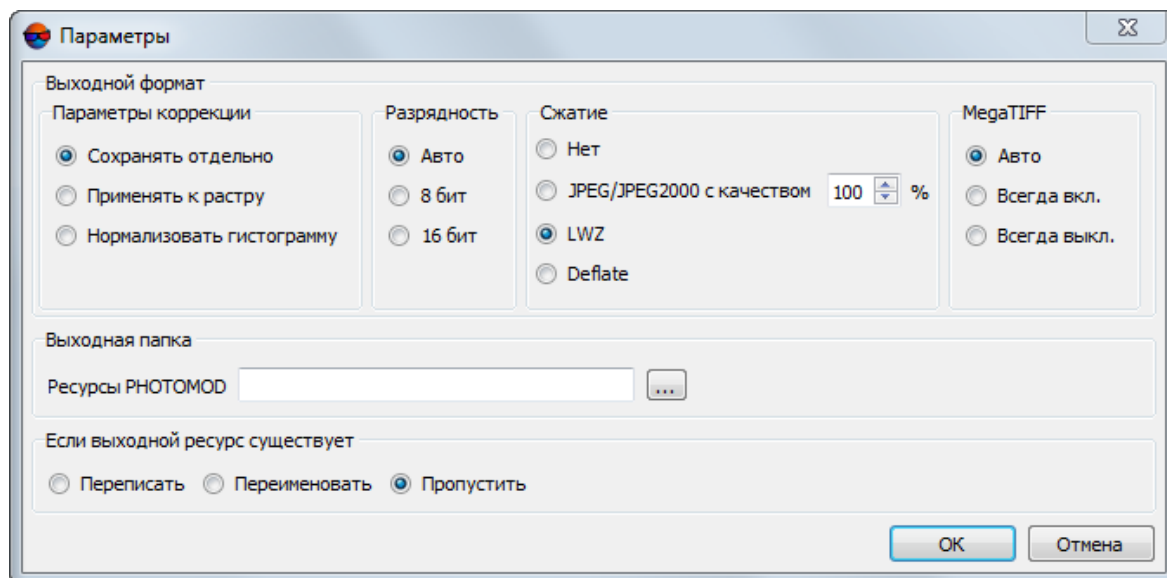 Параметры
Выходной формат
Параметры коррекции
Сохранять отдельно
Применять к растру
Нормализовать гистограмму
Разрядность
Авто
8 бит
16 бит
Сжатие
Нет
JPEG/JPEG2000 с качеством 100 %
LWZ
Deflate
MegaTIFF
Авто
Всегда вкл.
Всегда выкл.
Выходная папка
Ресурсы PHOTOMOD ...
Если выходной ресурс существует
Переписать Переименовать Пропустить
ОК Отмена